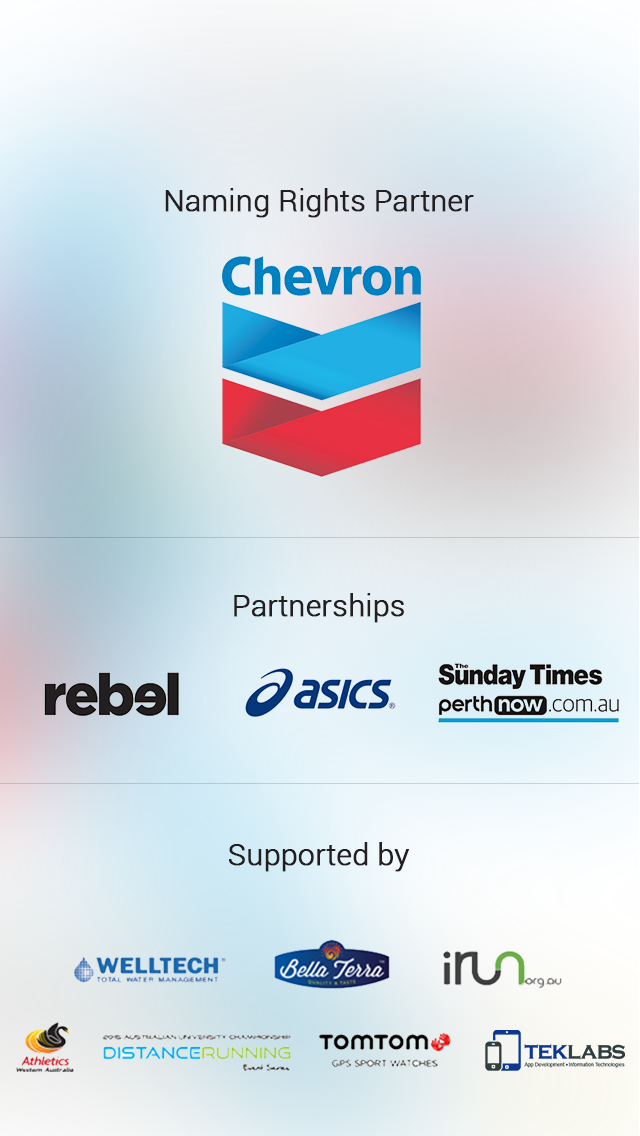 Naming Rights Partner
Chevron
Partnerships
rebel
asics®
The
Sunday Times
perthnow.com.au
Supported by
WELLTECH®
TOTAL WATER MANAGEMENT
Bella Terra™
QUALITY & TASTE
irun.org.au
Athletics
Western Australia
2015 AUSTRALIAN UNIVERSITY CHAMPIONSHIP
DISTANCERUNNING
Event Series
TOMTOM
GPS SPORT WATCHES
TEKLABS
App Development • Information Technologies